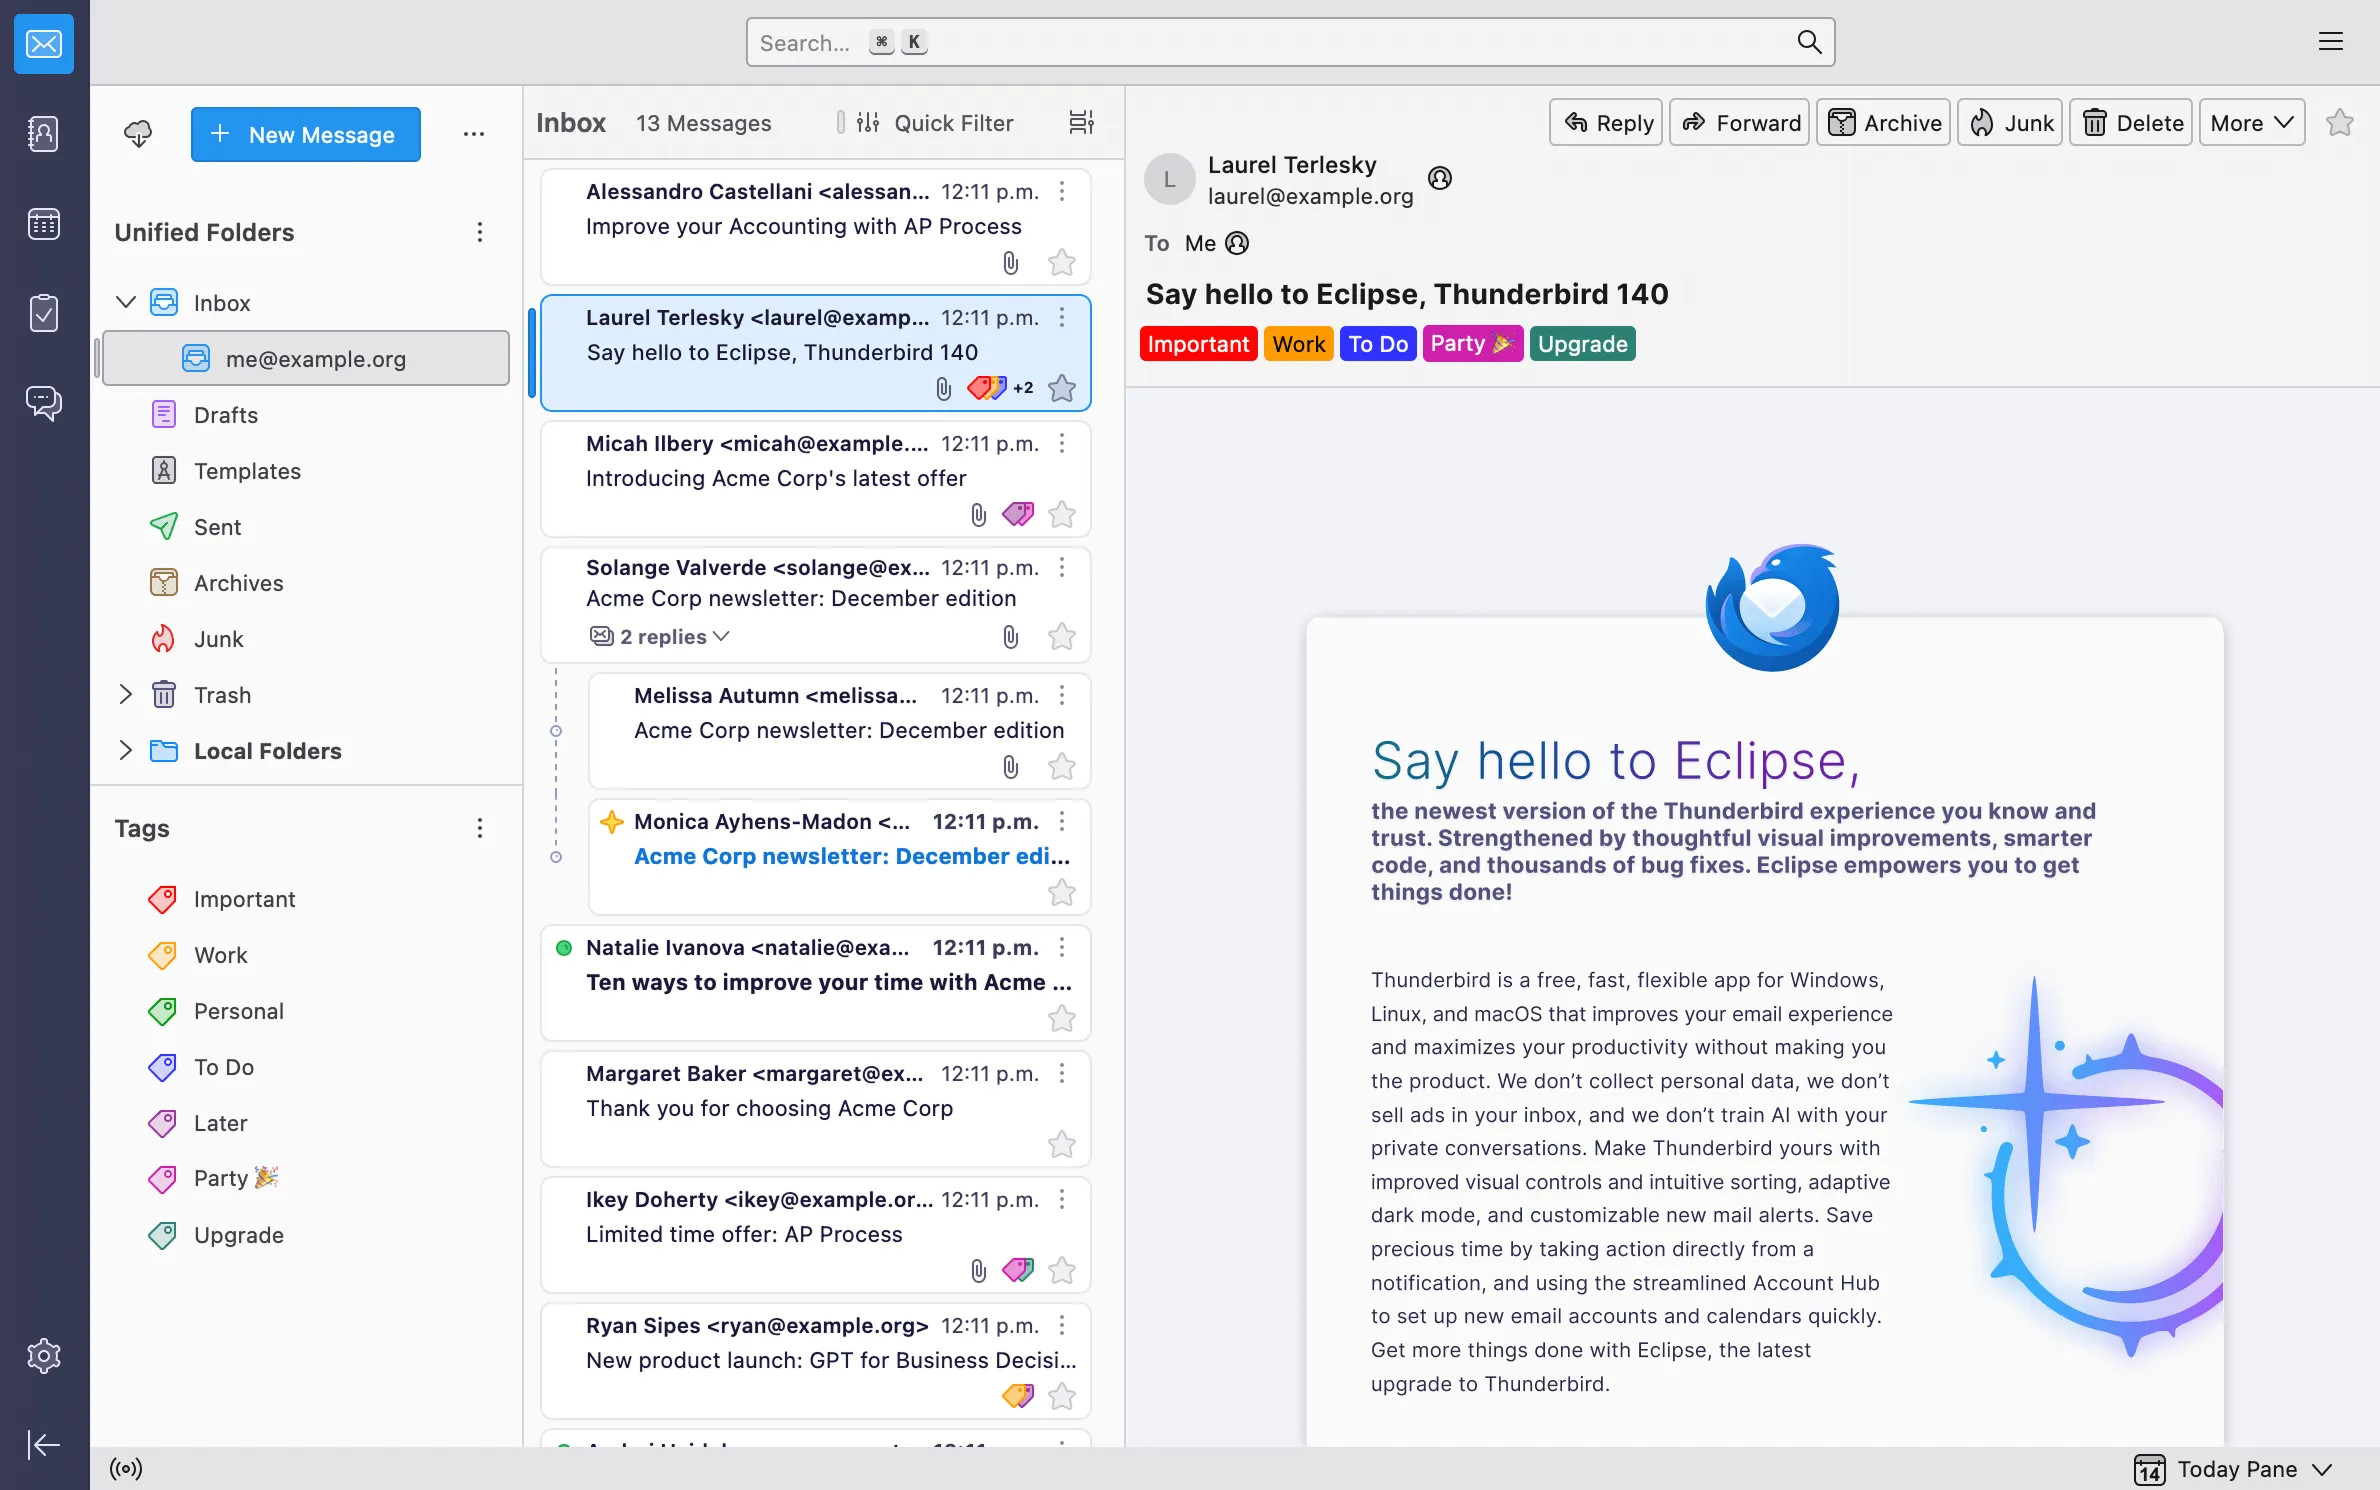 Search... ⌘ K
New Message
Unified Folders
Inbox
me@example.org
Drafts
Templates
Sent
Archives
Junk
Trash
Local Folders
Tags
Important
Work
Personal
To Do
Later
Party 🎉
Upgrade
Inbox 13 Messages Quick Filter
Alessandro Castellani <alessan... 12:11 p.m.
Improve your Accounting with AP Process
Laurel Terlesky <laurel@examp... 12:11 p.m.
Say hello to Eclipse, Thunderbird 140
+2
Micah Ilbery <micah@example.... 12:11 p.m.
Introducing Acme Corp's latest offer
Solange Valverde <solange@ex... 12:11 p.m.
Acme Corp newsletter: December edition
2 replies
Melissa Autumn <melissa... 12:11 p.m.
Acme Corp newsletter: December edition
Monica Ayhens-Madon <... 12:11 p.m.
Acme Corp newsletter: December edi...
Natalie Ivanova <natalie@exa... 12:11 p.m.
Ten ways to improve your time with Acme ...
Margaret Baker <margaret@ex... 12:11 p.m.
Thank you for choosing Acme Corp
Ikey Doherty <ikey@example.or... 12:11 p.m.
Limited time offer: AP Process
Ryan Sipes <ryan@example.org> 12:11 p.m.
New product launch: GPT for Business Decisi...
Reply Forward Archive Junk Delete More
L
Laurel Terlesky
laurel@example.org
To Me
Say hello to Eclipse, Thunderbird 140
Important Work To Do Party 🎉 Upgrade
Say hello to Eclipse,
the newest version of the Thunderbird experience you know and
trust. Strengthened by thoughtful visual improvements, smarter
code, and thousands of bug fixes. Eclipse empowers you to get
things done!
Thunderbird is a free, fast, flexible app for Windows,
Linux, and macOS that improves your email experience
and maximizes your productivity without making you
the product. We don’t collect personal data, we don’t
sell ads in your inbox, and we don’t train AI with your
private conversations. Make Thunderbird yours with
improved visual controls and intuitive sorting, adaptive
dark mode, and customizable new mail alerts. Save
precious time by taking action directly from a
notification, and using the streamlined Account Hub
to set up new email accounts and calendars quickly.
Get more things done with Eclipse, the latest
upgrade to Thunderbird.
14 Today Pane